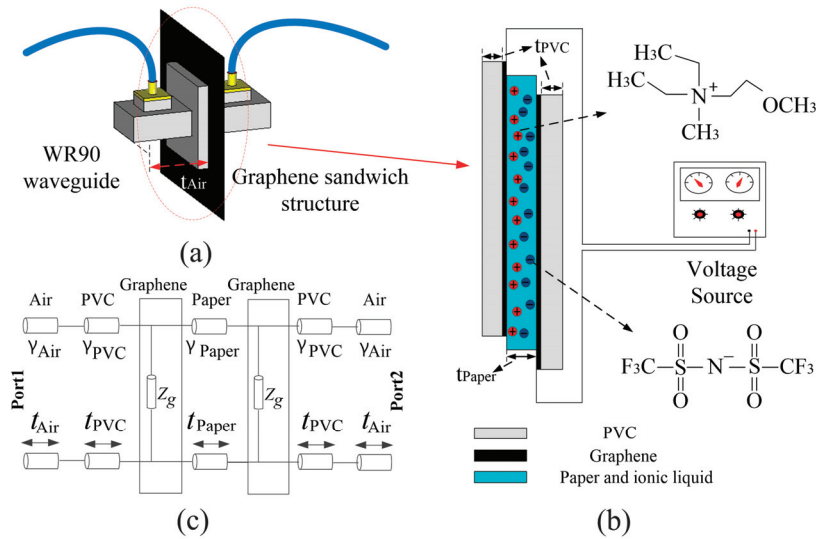 WR90
waveguide
tAir
Graphene sandwich
structure
(a)
tPVC
H3C
H3C
N
+
OCH3
CH3
Voltage
Source
O
O
F3C
S
N
−
S
CF3
O
O
tPaper
PVC
Graphene
Paper and ionic liquid
(b)
Graphene
Graphene
Air
PVC
Paper
PVC
Air
γAir
γPVC
γPaper
γPVC
γAir
Port1
Zg
Zg
Port2
tAir
tPVC
tPaper
tPVC
tAir
(c)